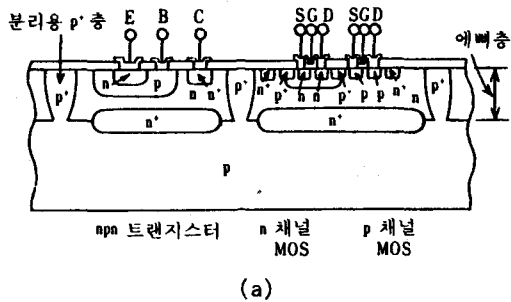 분리용 p⁺ 층
E B C
S G D S G D
에삐층
p⁺ n p n n⁺ p⁺ n⁺ p⁺ n n p⁺ p p n⁺ n p⁺
n⁺ n⁺
p
npn 트랜지스터 n 채널 p 채널
MOS MOS
(a)